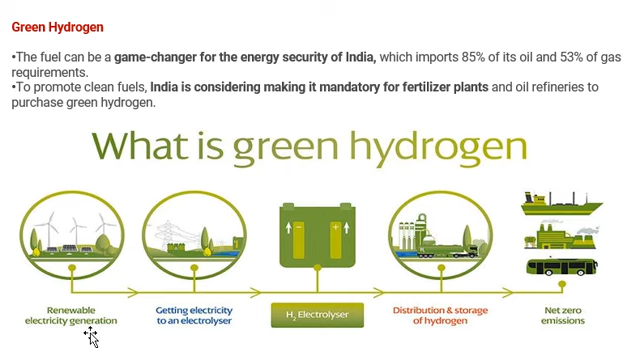 Green Hydrogen
•The fuel can be a game-changer for the energy security of India, which imports 85% of its oil and 53% of gas
requirements.
•To promote clean fuels, India is considering making it mandatory for fertilizer plants and oil refineries to
purchase green hydrogen.
What is green hydrogen
Renewable
electricity generation
Getting electricity
to an electrolyser
H₂ Electrolyser
Distribution & storage
of hydrogen
Net zero
emissions